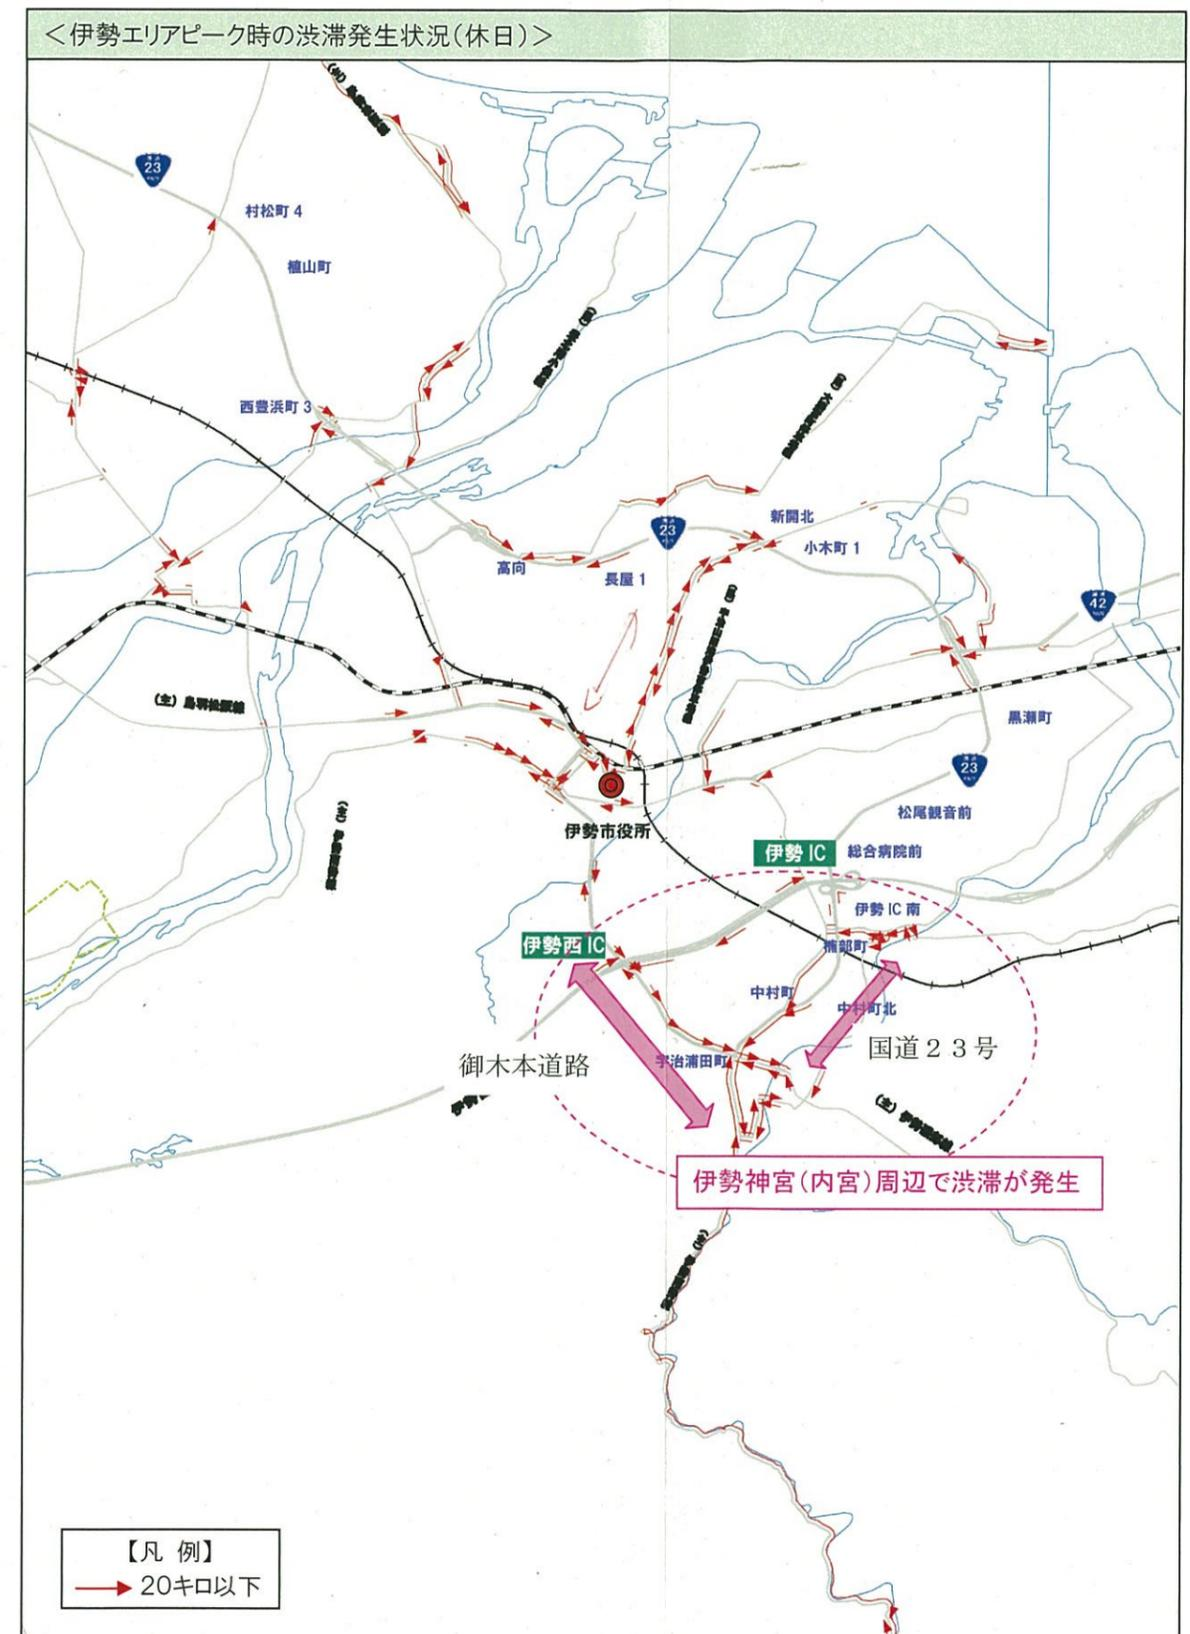 ＜伊勢エリアピーク時の渋滞発生状況（休日）＞
23
村松町 4
植山町
西豊浜町 3
新開北
23
小木町 1
高向
長屋 1
42
（主）鳥羽松阪線
黒瀬町
23
松尾観音前
伊勢市役所
伊勢 IC
総合病院前
伊勢 IC 南
伊勢西 IC
楠部町
中村町
中村町北
国道２３号
御木本道路
宇治浦田町
伊勢神宮（内宮）周辺で渋滞が発生
【凡 例】
20キロ以下